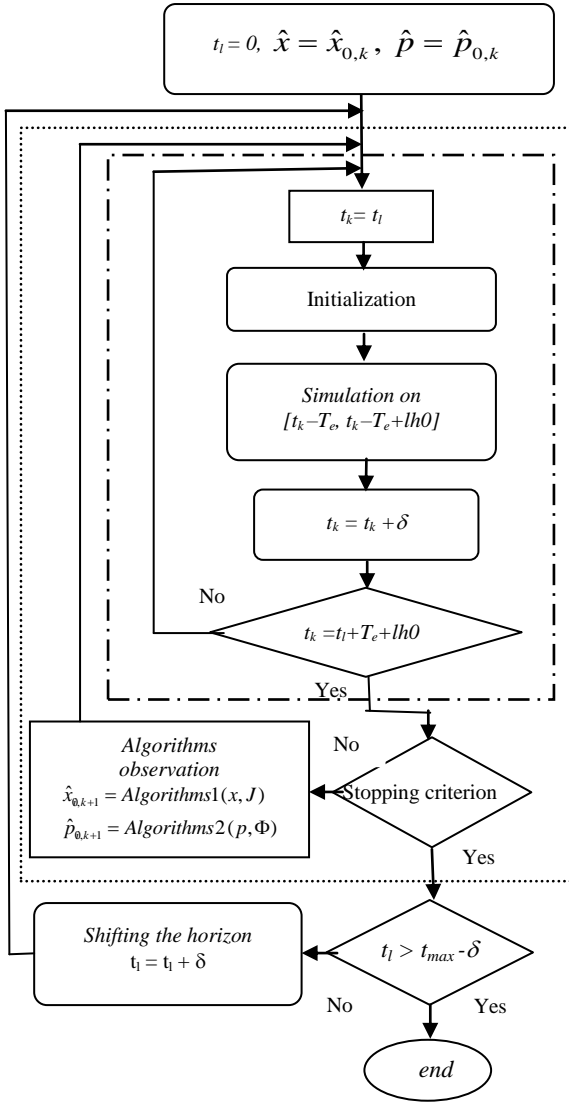 t_l = 0, x̂ = x̂_{0,k}, p̂ = p̂_{0,k}
t_k= t_l
Initialization
Simulation on
[t_k–T_e, t_k–T_e+lh0]
t_k = t_k + δ
No
t_k =t_l+T_e+lh0
Yes
Algorithms
observation
x̂_{0,k+1} = Algorithms1(x, J)
p̂_{0,k+1} = Algorithms2(p, Φ)
No
Stopping criterion
Yes
Shifting the horizon
t_l = t_l + δ
t_l > t_{max} -δ
No
Yes
end